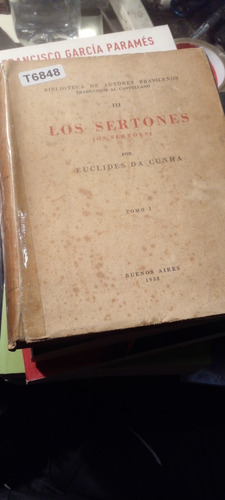 FRANCISCO GARCÍA PARAMÉS
T6848
BIBLIOTECA DE AUTORES BRASILEÑOS
TRADUCIDOS AL CASTELLANO
III
LOS SERTONES
(OS SERTÕES)
POR
EUCLIDES DA CUNHA
TOMO I
BUENOS AIRES
1938